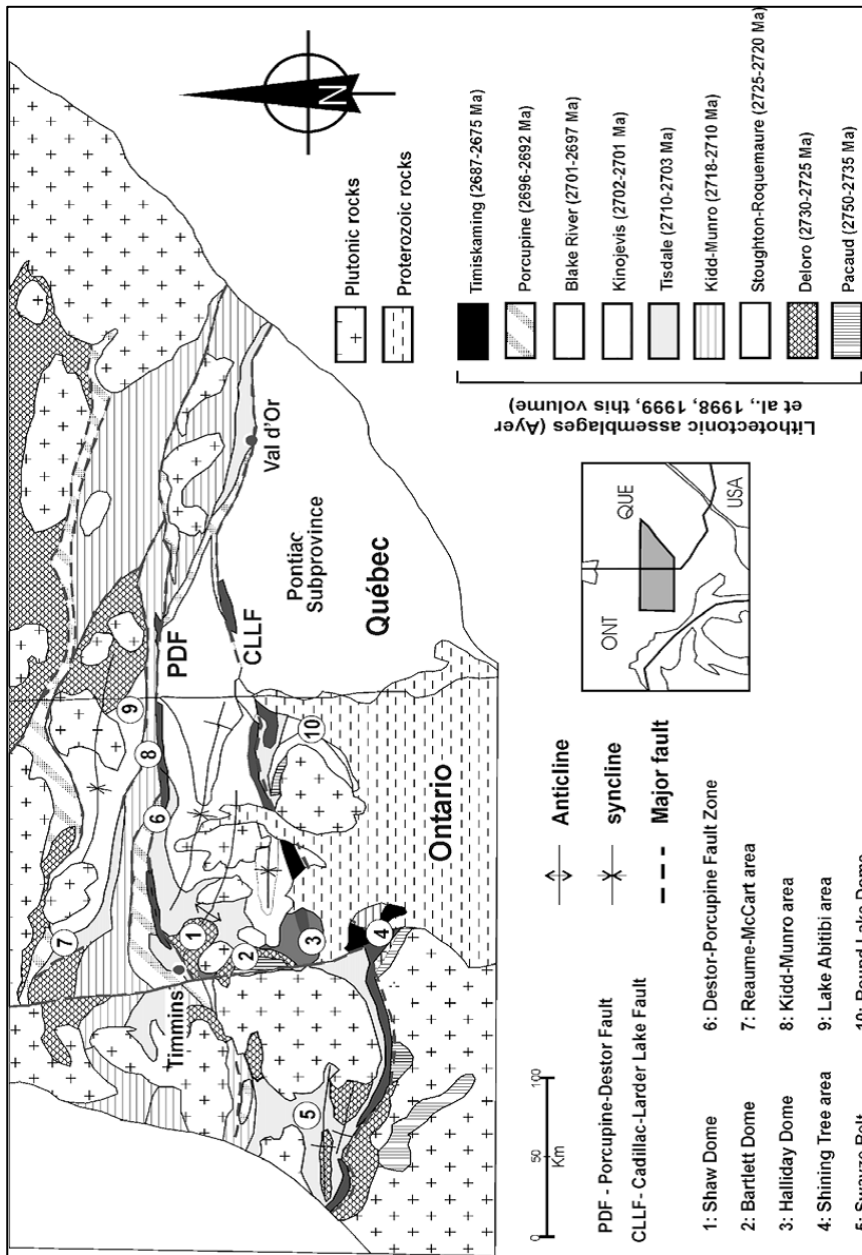 N
Plutonic rocks
Proterozoic rocks
Timiskaming (2687-2675 Ma)
Porcupine (2696-2692 Ma)
Blake River (2701-2697 Ma)
Kinojevis (2702-2701 Ma)
Tisdale (2710-2703 Ma)
Kidd-Munro (2718-2710 Ma)
Stoughton-Roquemaure (2725-2720 Ma)
Deloro (2730-2725 Ma)
Pacaud (2750-2735 Ma)
Lithotectonic assemblages (Ayer
et al., 1998, 1999, this volume)
Val d'Or
Pontiac
Subprovince
Québec
PDF
CLLF
Ontario
Timmins
1
2
3
4
5
6
7
8
9
10
QUE
ONT
USA
Anticline
syncline
Major fault
0 50 100
Km
PDF - Porcupine-Destor Fault
CLLF- Cadillac-Larder Lake Fault
1: Shaw Dome
2: Bartlett Dome
3: Halliday Dome
4: Shining Tree area
5: Swayze Belt
6: Destor-Porcupine Fault Zone
7: Reaume-McCart area
8: Kidd-Munro area
9: Lake Abitibi area
10: Round Lake Dome